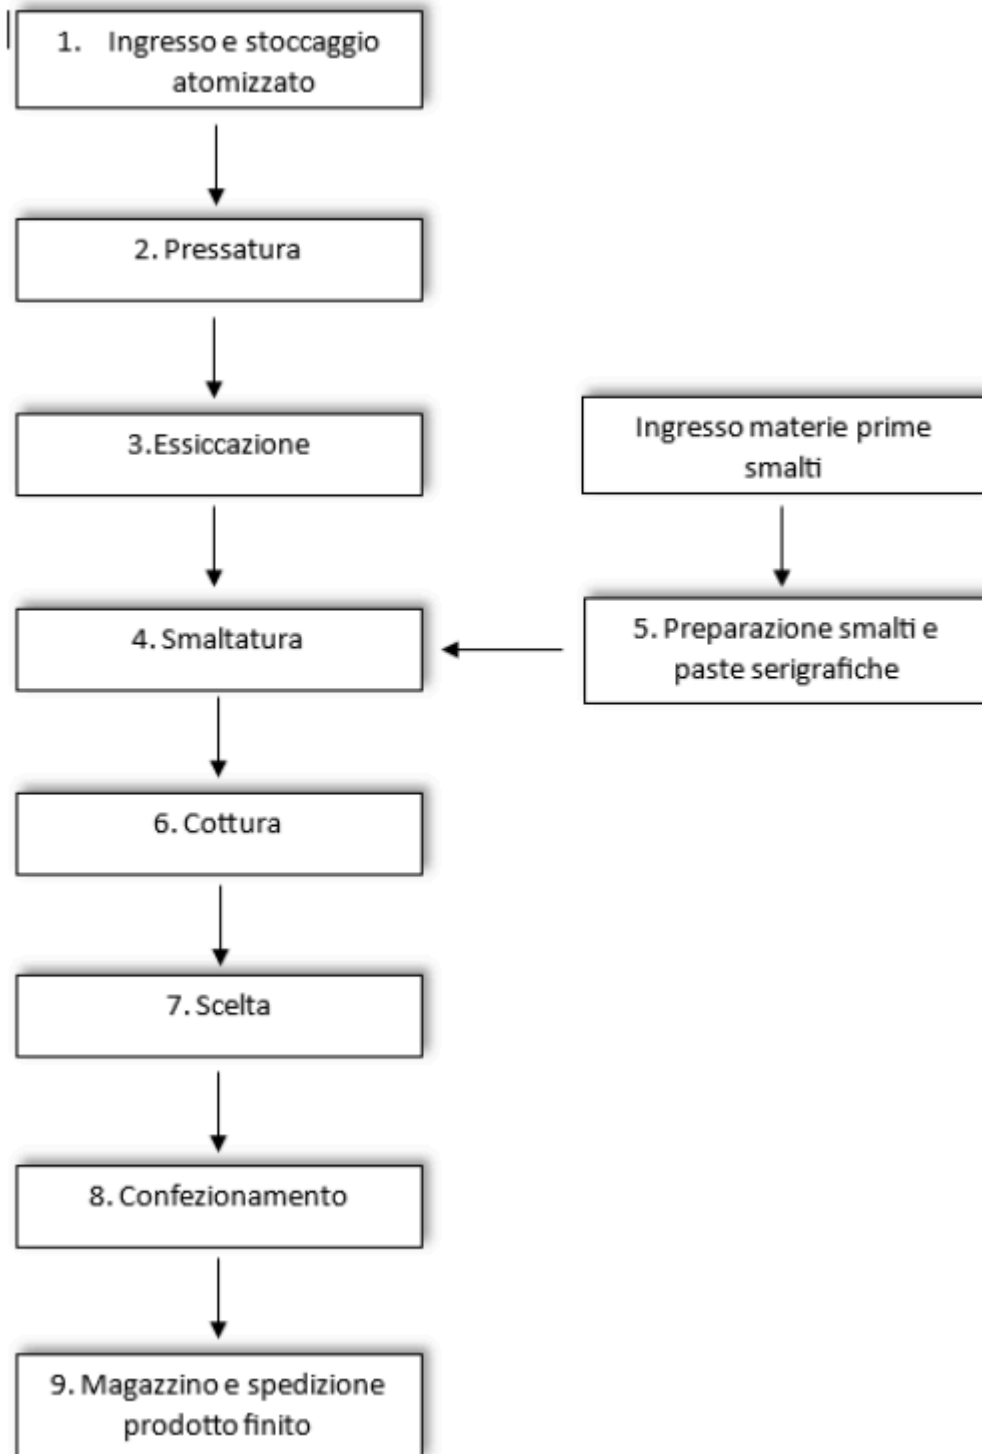 1. Ingresso e stoccaggio
atomizzato
2. Pressatura
3.Essiccazione
Ingresso materie prime
smalti
4. Smaltatura
5. Preparazione smalti e
paste serigrafiche
6. Cottura
7. Scelta
8. Confezionamento
9. Magazzino e spedizione
prodotto finito